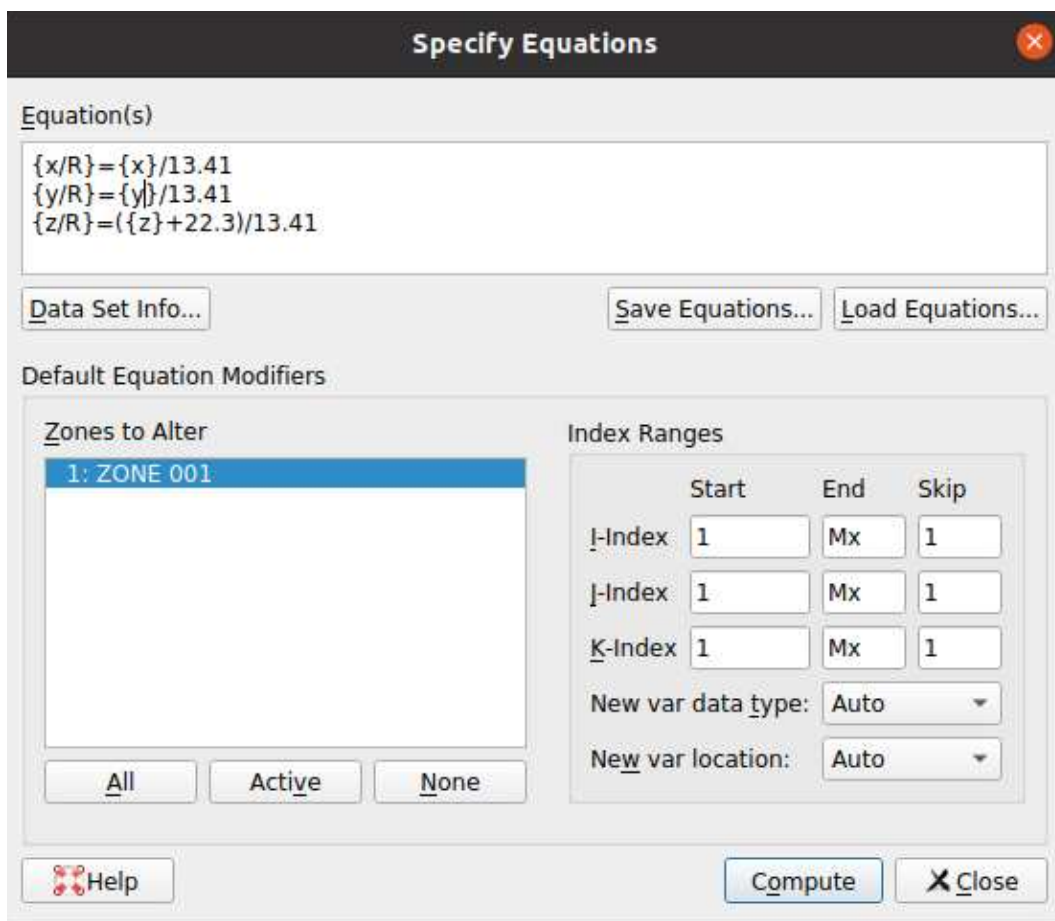 Specify Equations
Equation(s)
{x/R}={x}/13.41
{y/R}={y}/13.41
{z/R}=({z}+22.3)/13.41
Data Set Info...
Save Equations...
Load Equations...
Default Equation Modifiers
Zones to Alter
1: ZONE 001
All
Active
None
Index Ranges
Start End Skip
I-Index 1 Mx 1
J-Index 1 Mx 1
K-Index 1 Mx 1
New var data type: Auto
New var location: Auto
Help
Compute
Close